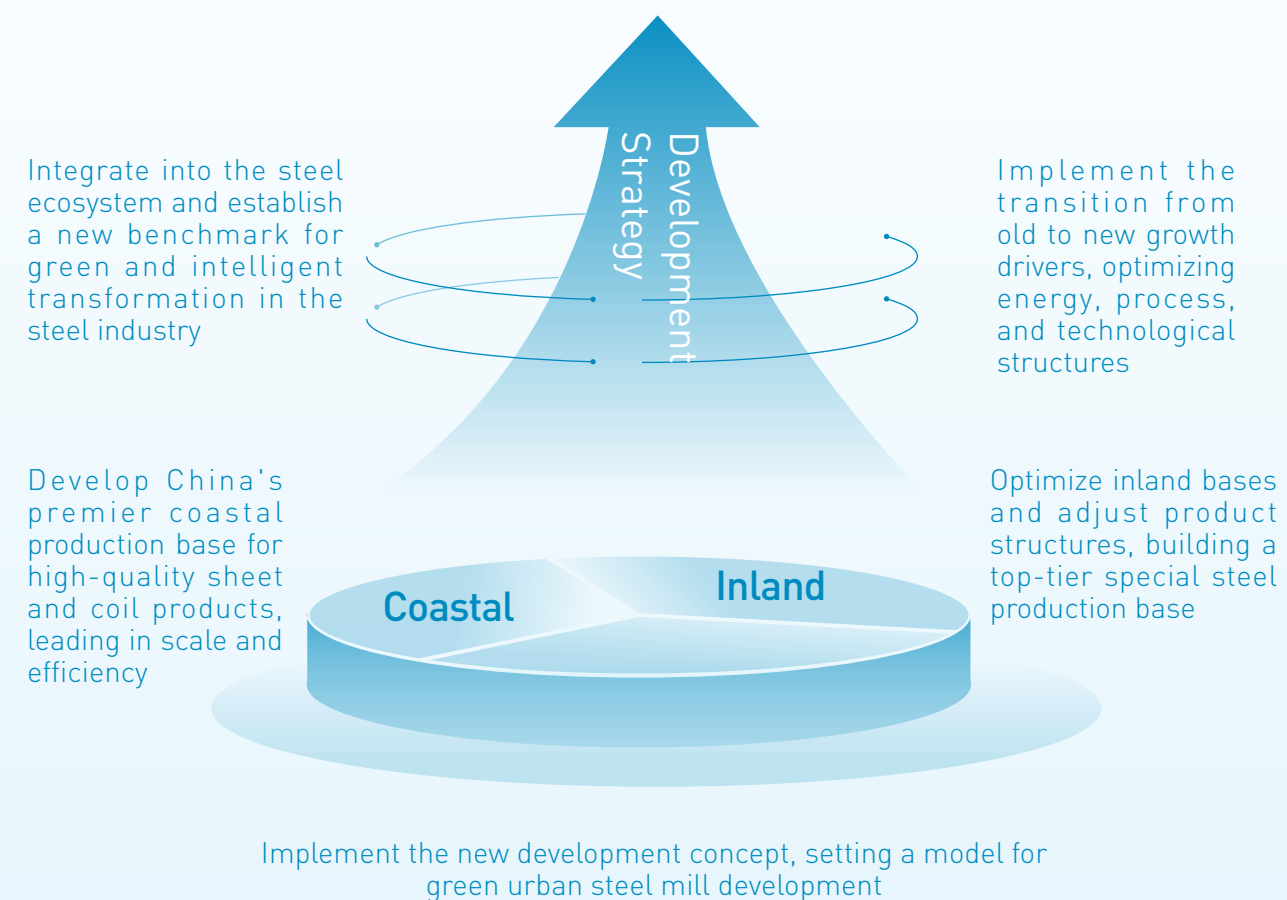 Development
Strategy
Integrate into the steel
ecosystem and establish
a new benchmark for
green and intelligent
transformation in the
steel industry
Implement the
transition from
old to new growth
drivers, optimizing
energy, process,
and technological
structures
Develop China's
premier coastal
production base for
high-quality sheet
and coil products,
leading in scale and
efficiency
Optimize inland bases
and adjust product
structures, building a
top-tier special steel
production base
Coastal
Inland
Implement the new development concept, setting a model for
green urban steel mill development